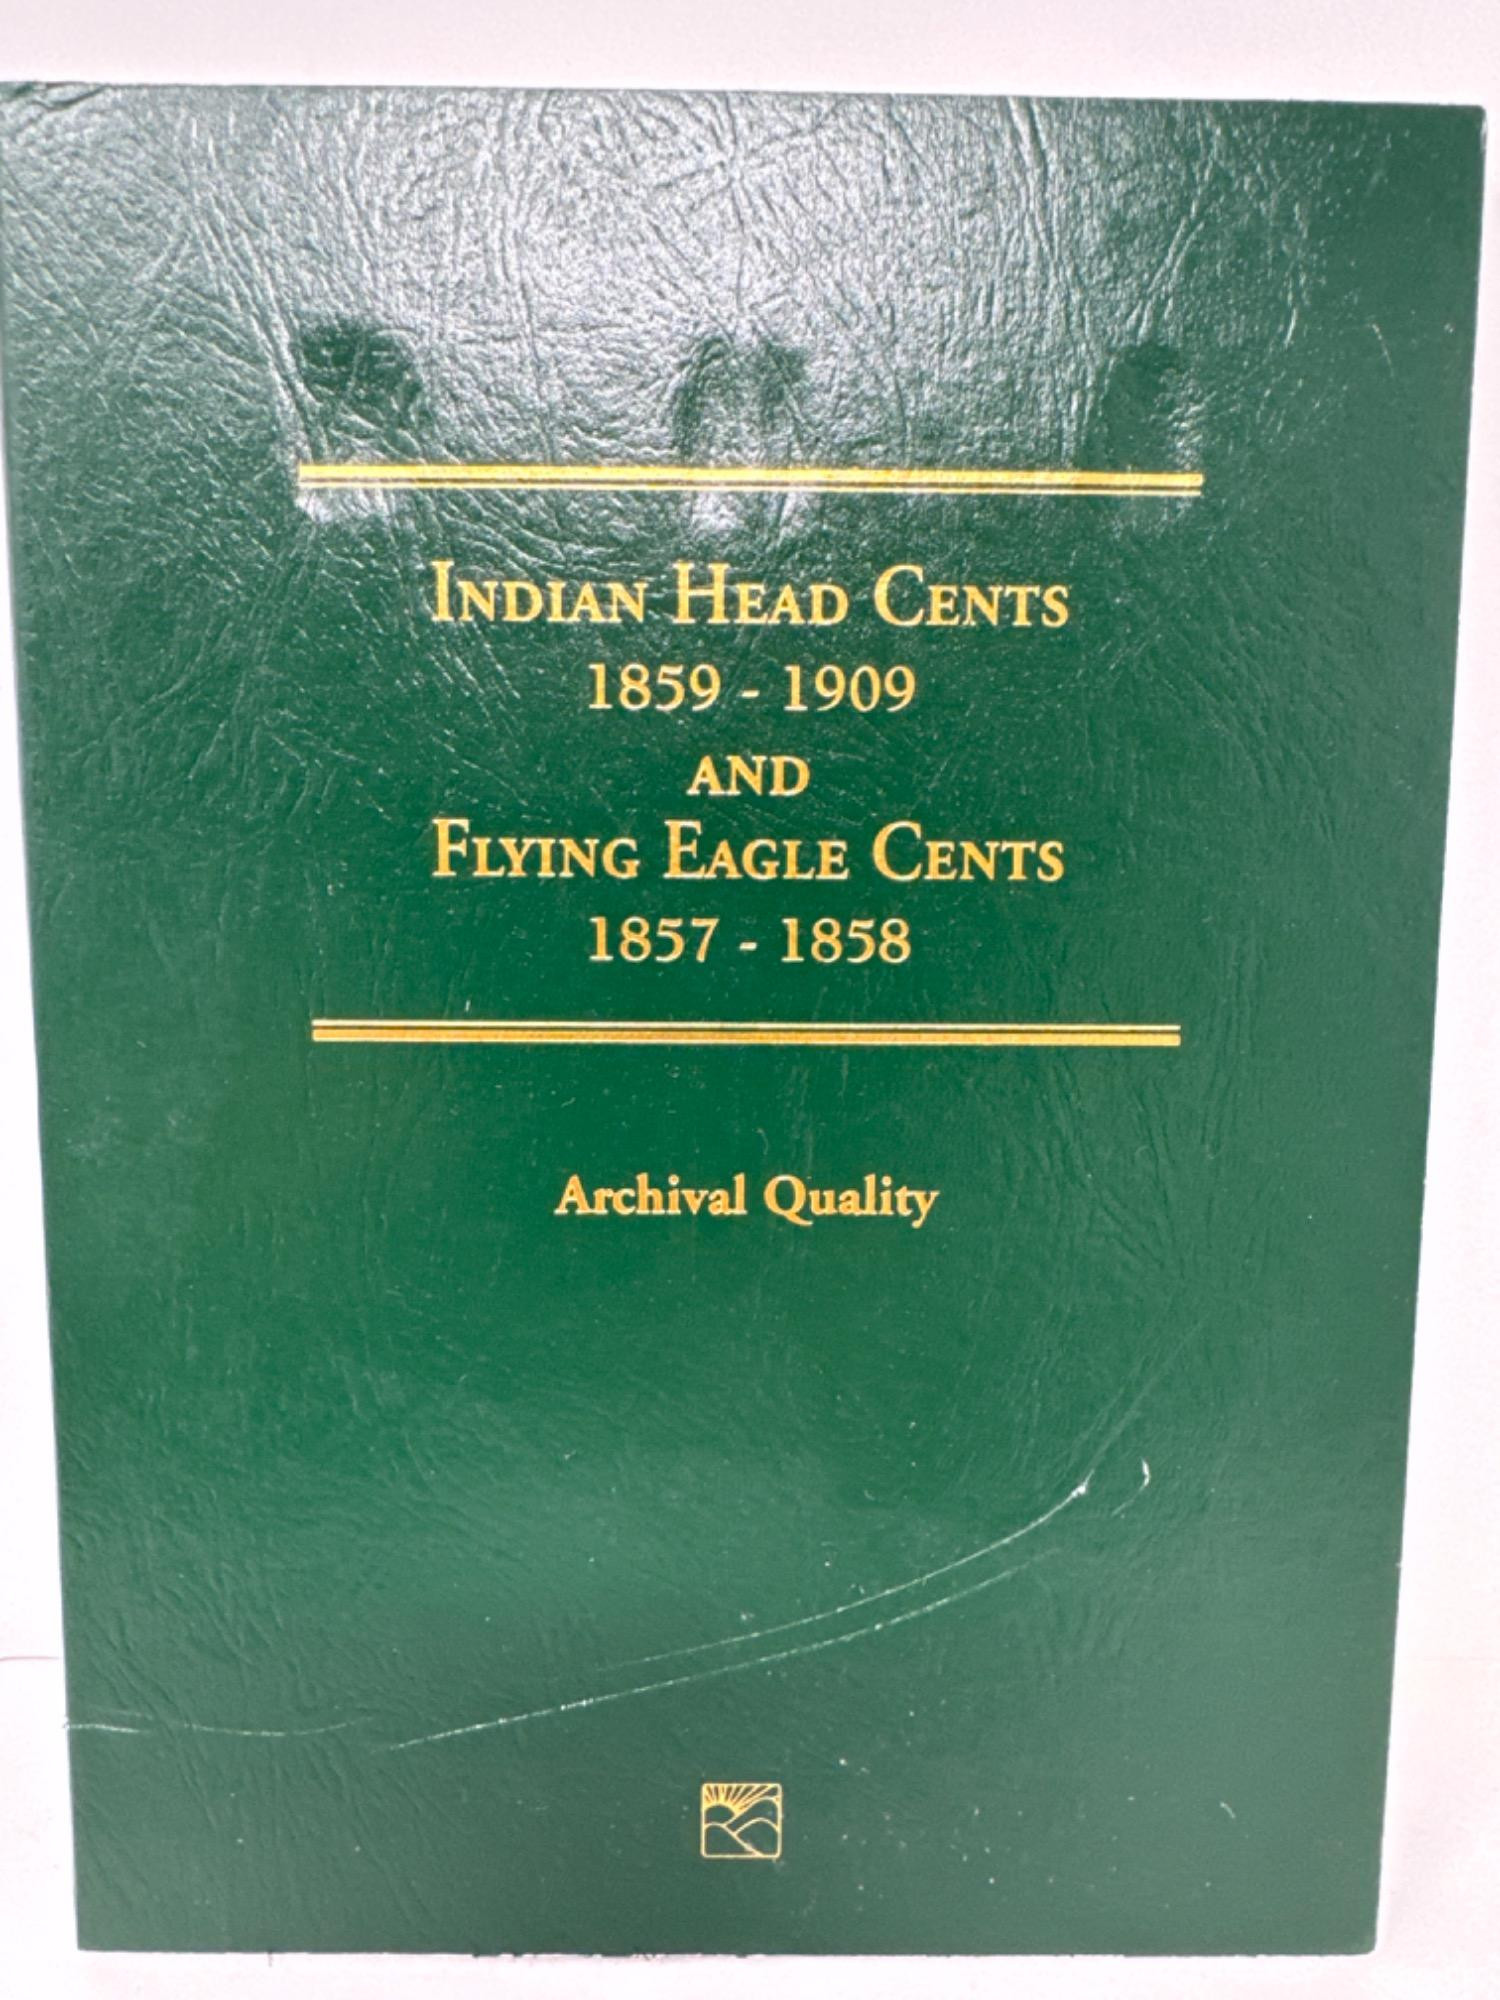 Indian Head Cents
1859 - 1909
and
Flying Eagle Cents
1857 - 1858
Archival Quality